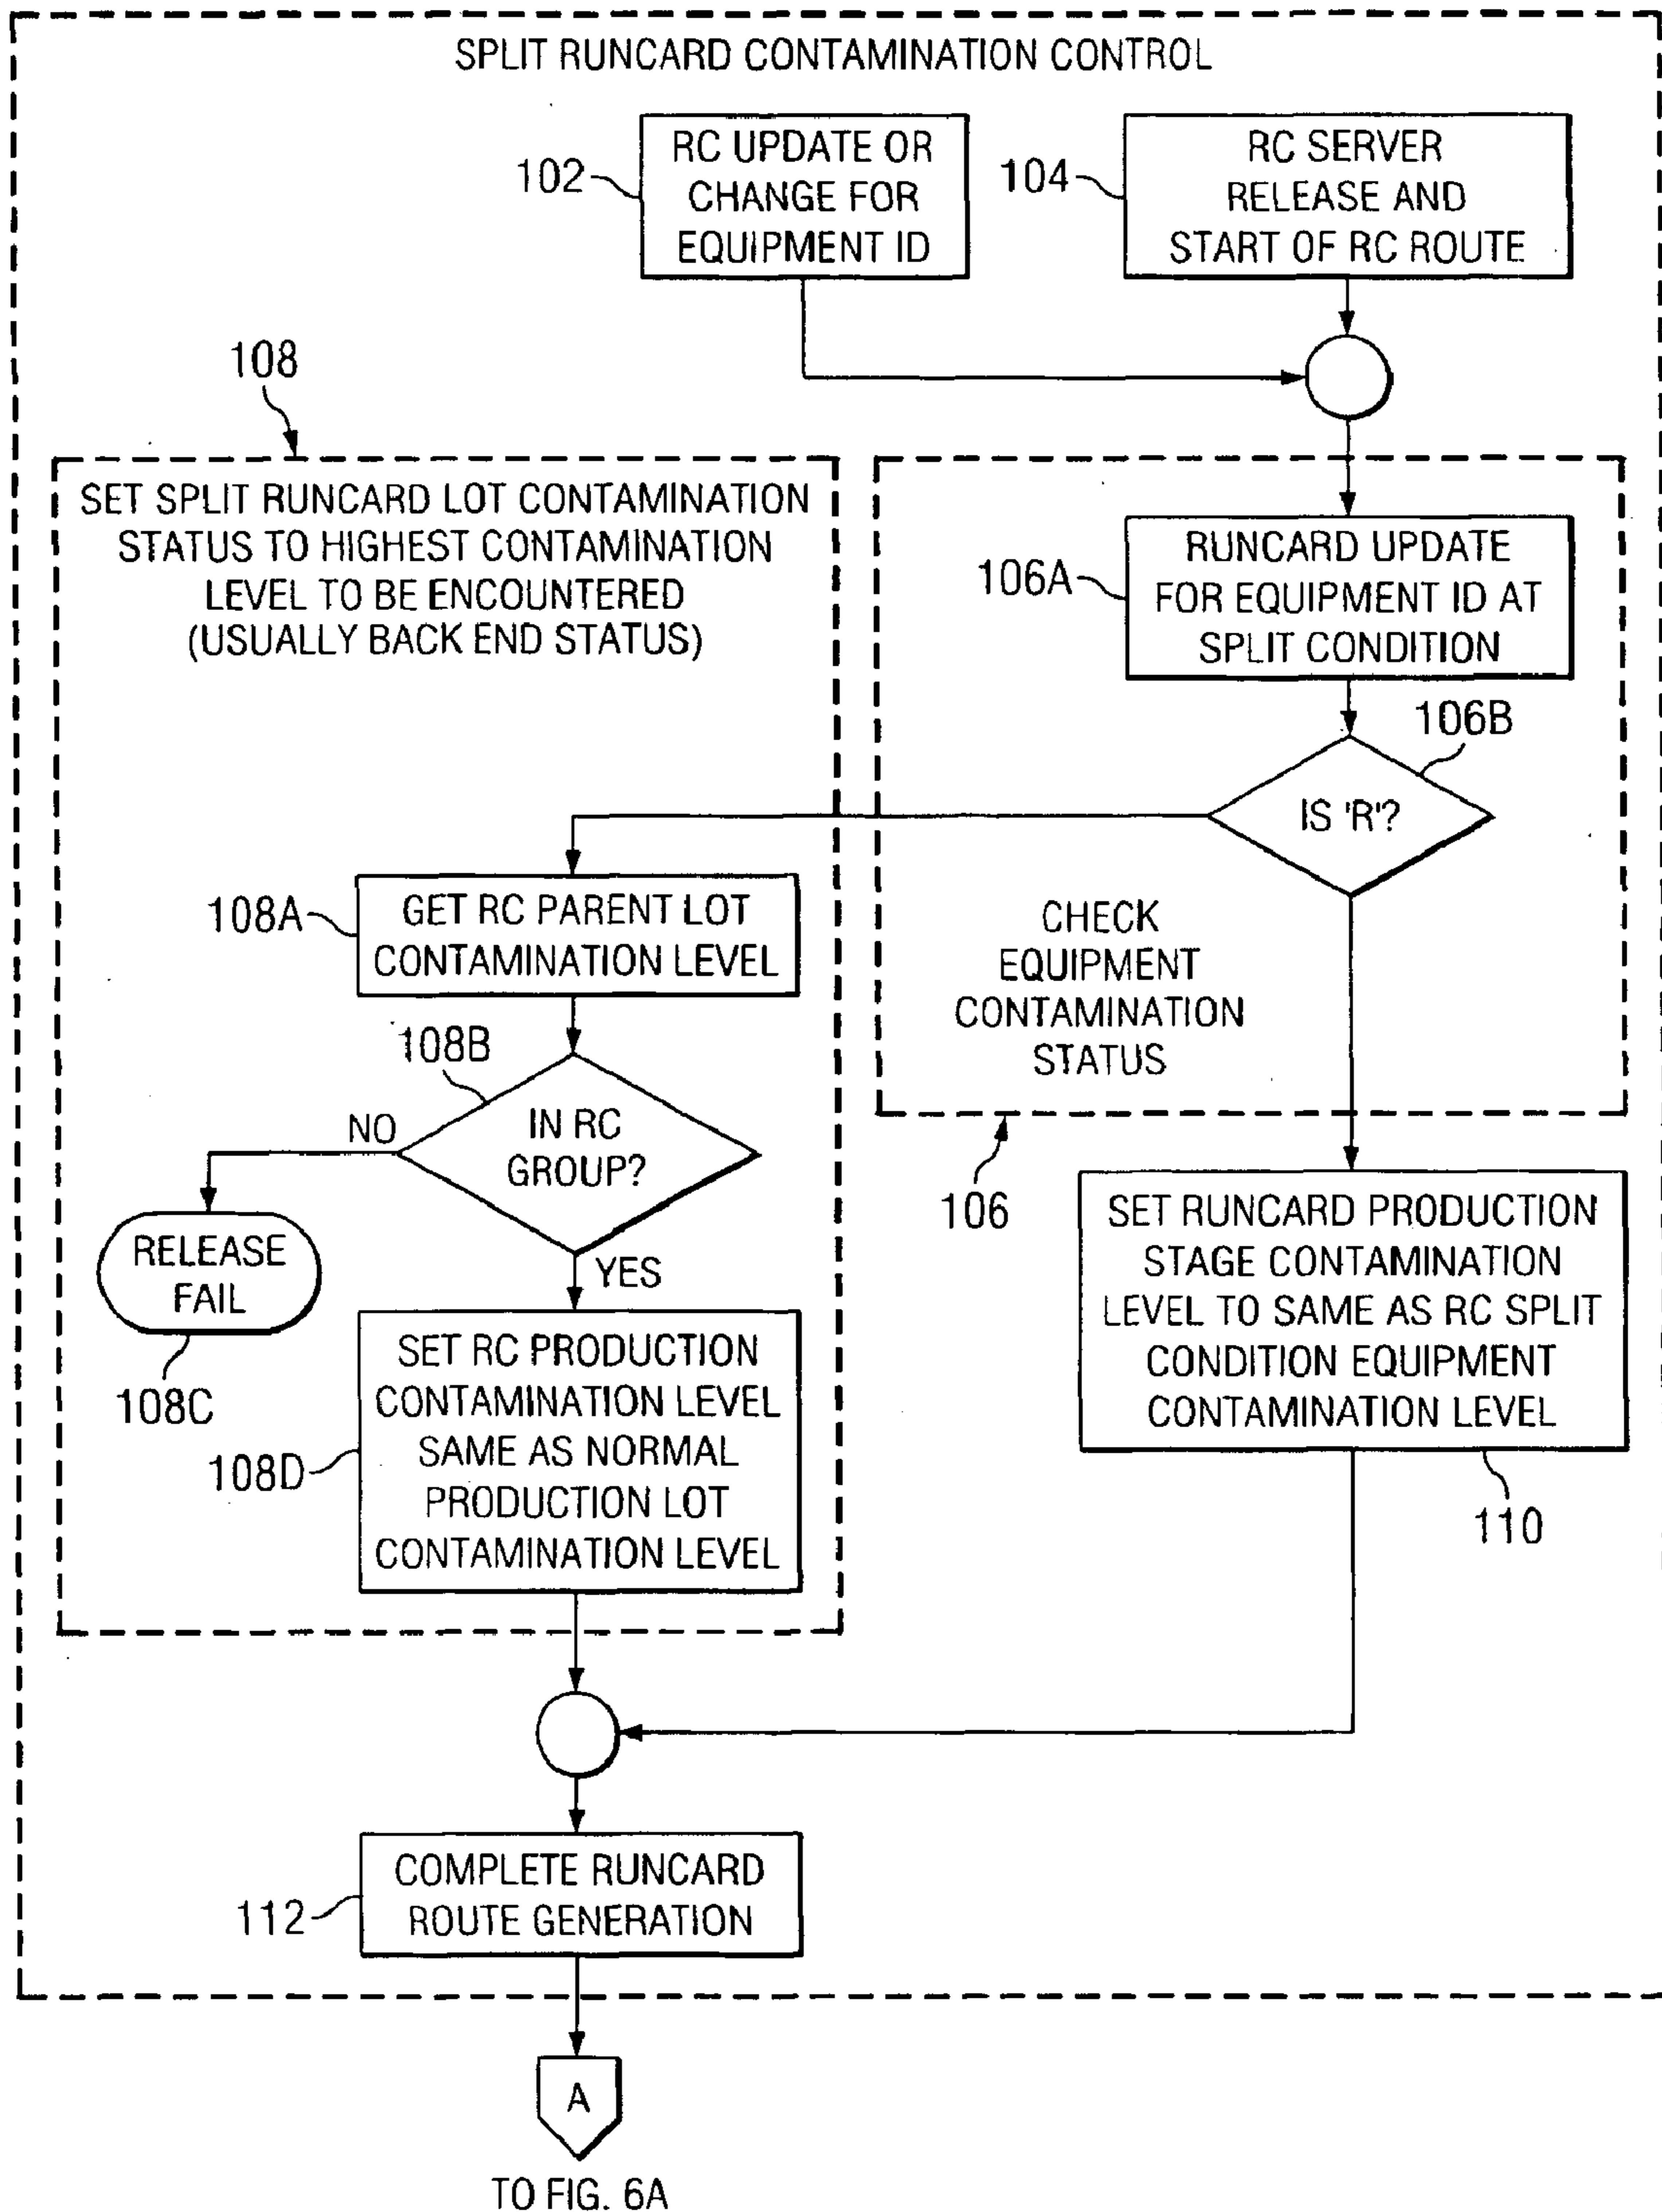 SPLIT RUNCARD CONTAMINATION CONTROL
102
RC UPDATE OR
CHANGE FOR
EQUIPMENT ID
104
RC SERVER
RELEASE AND
START OF RC ROUTE
108
SET SPLIT RUNCARD LOT CONTAMINATION
STATUS TO HIGHEST CONTAMINATION
LEVEL TO BE ENCOUNTERED
(USUALLY BACK END STATUS)
106A
RUNCARD UPDATE
FOR EQUIPMENT ID AT
SPLIT CONDITION
106B
IS 'R'?
CHECK
EQUIPMENT
CONTAMINATION
STATUS
106
108A
GET RC PARENT LOT
CONTAMINATION LEVEL
108B
IN RC
GROUP?
NO
YES
RELEASE
FAIL
108C
108D
SET RC PRODUCTION
CONTAMINATION LEVEL
SAME AS NORMAL
PRODUCTION LOT
CONTAMINATION LEVEL
SET RUNCARD PRODUCTION
STAGE CONTAMINATION
LEVEL TO SAME AS RC SPLIT
CONDITION EQUIPMENT
CONTAMINATION LEVEL
110
112
COMPLETE RUNCARD
ROUTE GENERATION
A
TO FIG. 6A